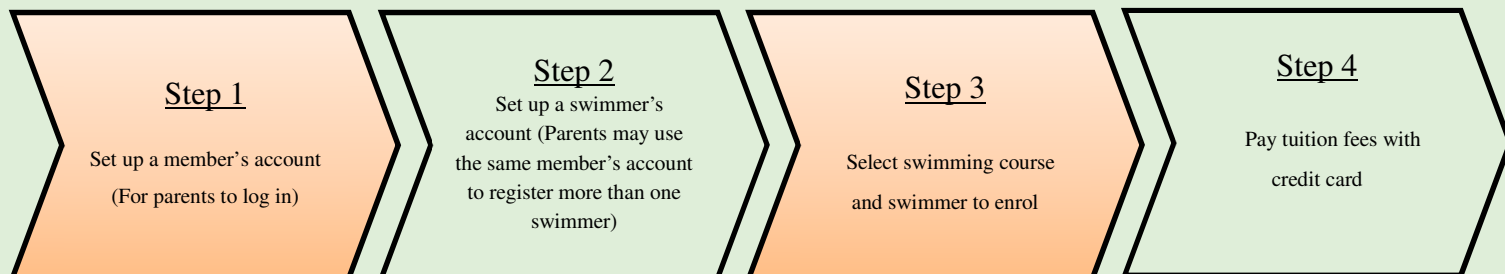 Step 1
Set up a member’s account
(For parents to log in)
Step 2
Set up a swimmer’s
account (Parents may use
the same member’s account
to register more than one
swimmer)
Step 3
Select swimming course
and swimmer to enrol
Step 4
Pay tuition fees with
credit card